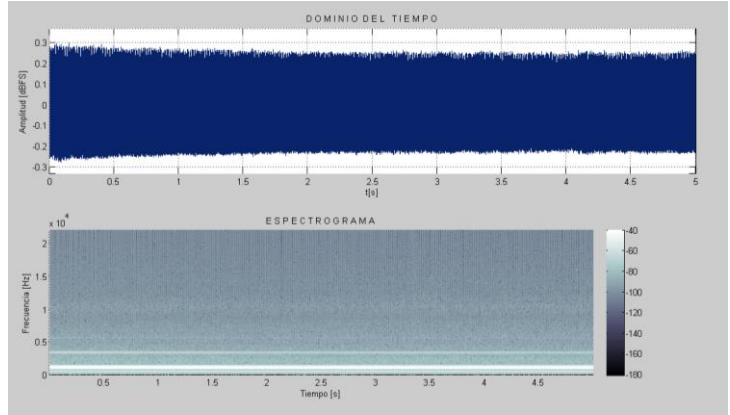 DOMINIO DEL TIEMPO
0.3
0.2
0.1
0
-0.1
-0.2
-0.3
Amplitud [dBFS]
0 0.5 1 1.5 2 2.5 3 3.5 4 4.5 5
t[s]
ESPECTROGRAMA
x 10^4
2
1.5
1
0.5
0
Frecuencia [Hz]
0.5 1 1.5 2 2.5 3 3.5 4 4.5
Tiempo [s]
-40
-60
-80
-100
-120
-140
-160
-180